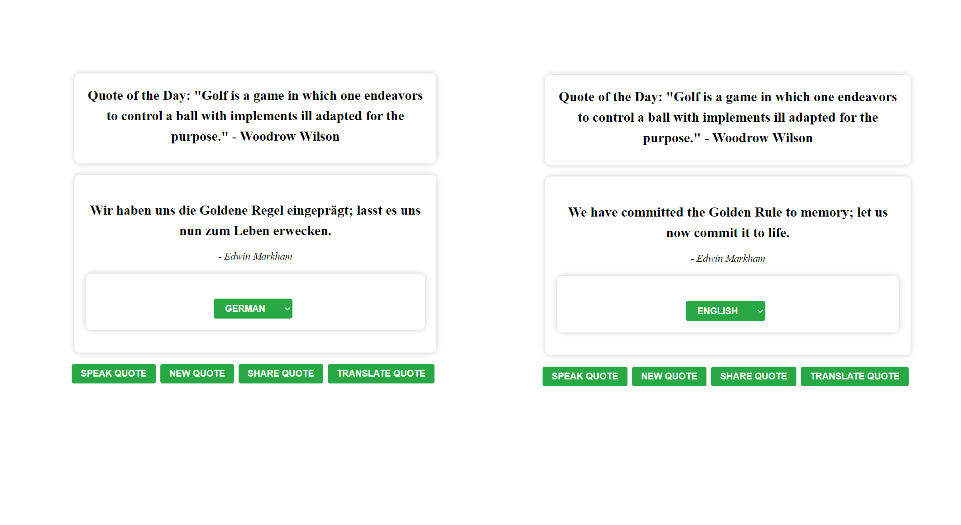 Quote of the Day: "Golf is a game in which one endeavors
to control a ball with implements ill adapted for the
purpose." - Woodrow Wilson
Wir haben uns die Goldene Regel eingeprägt; lasst es uns
nun zum Leben erwecken.
- Edwin Markham
GERMAN
SPEAK QUOTE NEW QUOTE SHARE QUOTE TRANSLATE QUOTE
Quote of the Day: "Golf is a game in which one endeavors
to control a ball with implements ill adapted for the
purpose." - Woodrow Wilson
We have committed the Golden Rule to memory; let us
now commit it to life.
- Edwin Markham
ENGLISH
SPEAK QUOTE NEW QUOTE SHARE QUOTE TRANSLATE QUOTE